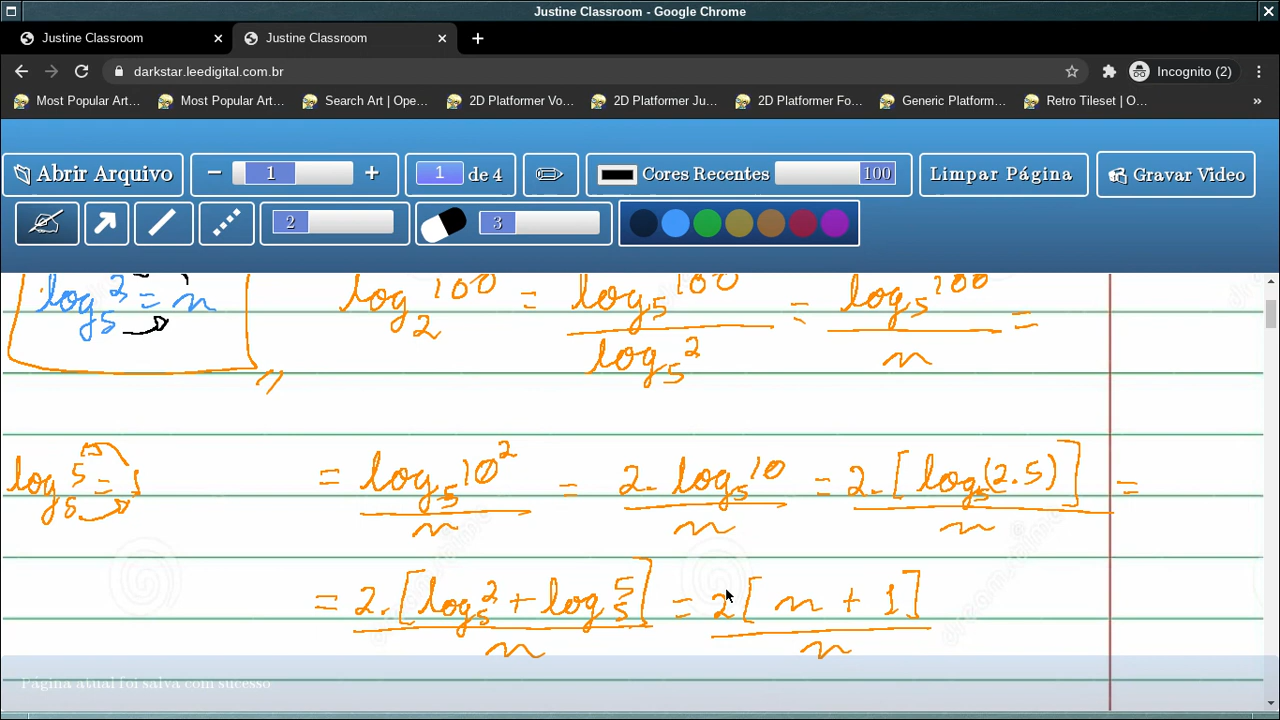 Justine Classroom - Google Chrome
Justine Classroom
Justine Classroom
darkstar.leedigital.com.br
Incognito (2)
Most Popular Art...
Most Popular Art...
Search Art | Ope...
2D Platformer Vo...
2D Platformer Ju...
2D Platformer Fo...
Generic Platform...
Retro Tileset | O...
»
Abrir Arquivo
− 1 +
1 de 4
Cores Recentes 100
Limpar Página
Gravar Video
2
3
log₅ 2 = n
log₂ 100 = log₅ 100 / log₅ 2 = log₅ 100 / n =
log₅ 5 = 1
= log₅ 10² / n = 2. log₅ 10 / n = 2.[log₅(2.5)] / n =
= 2.[log₅ 2 + log₅ 5] / n = 2[n + 1] / n
Página atual foi salva com sucesso